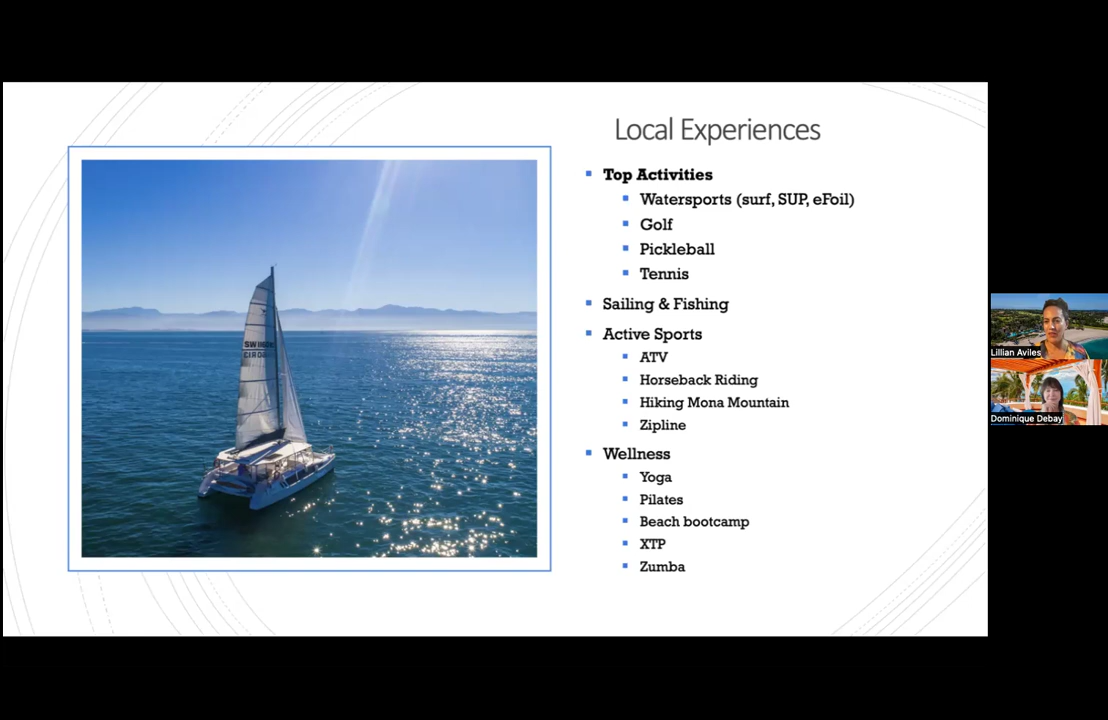 Local Experiences
Top Activities
Watersports (surf, SUP, eFoil)
Golf
Pickleball
Tennis
Sailing & Fishing
Active Sports
ATV
Horseback Riding
Hiking Mona Mountain
Zipline
Wellness
Yoga
Pilates
Beach bootcamp
XTP
Zumba
Lillian Aviles
Dominique Debay